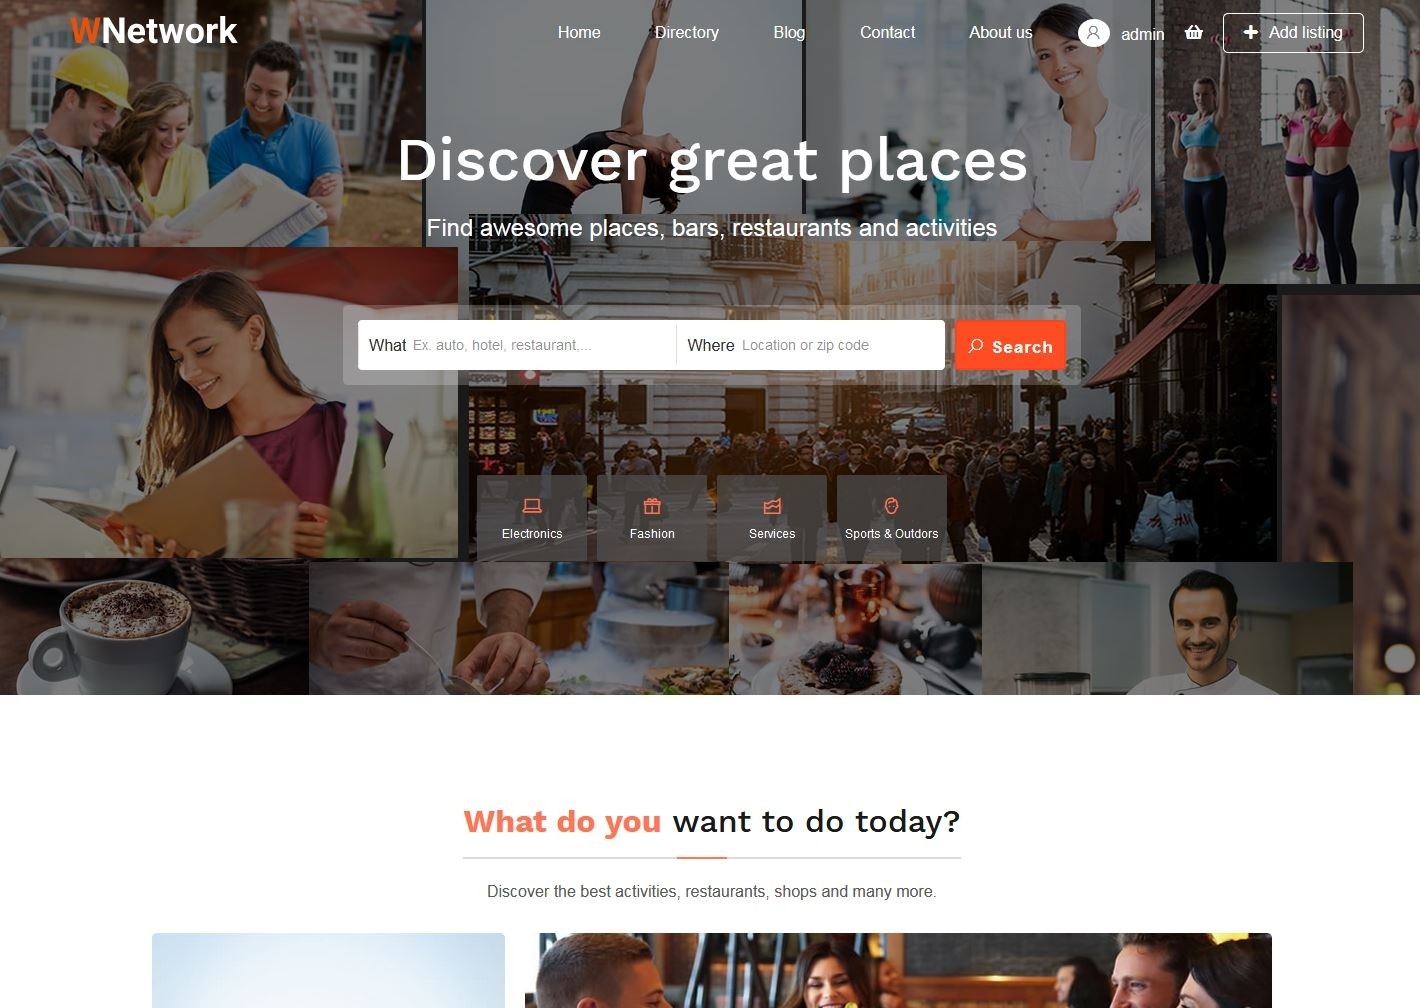 WNetwork
Home Directory Blog Contact About us admin Add listing
Discover great places
Find awesome places, bars, restaurants and activities
What Ex. auto, hotel, restaurant,... Where Location or zip code Search
Electronics Fashion Services Sports & Outdors
What do you want to do today?
Discover the best activities, restaurants, shops and many more.